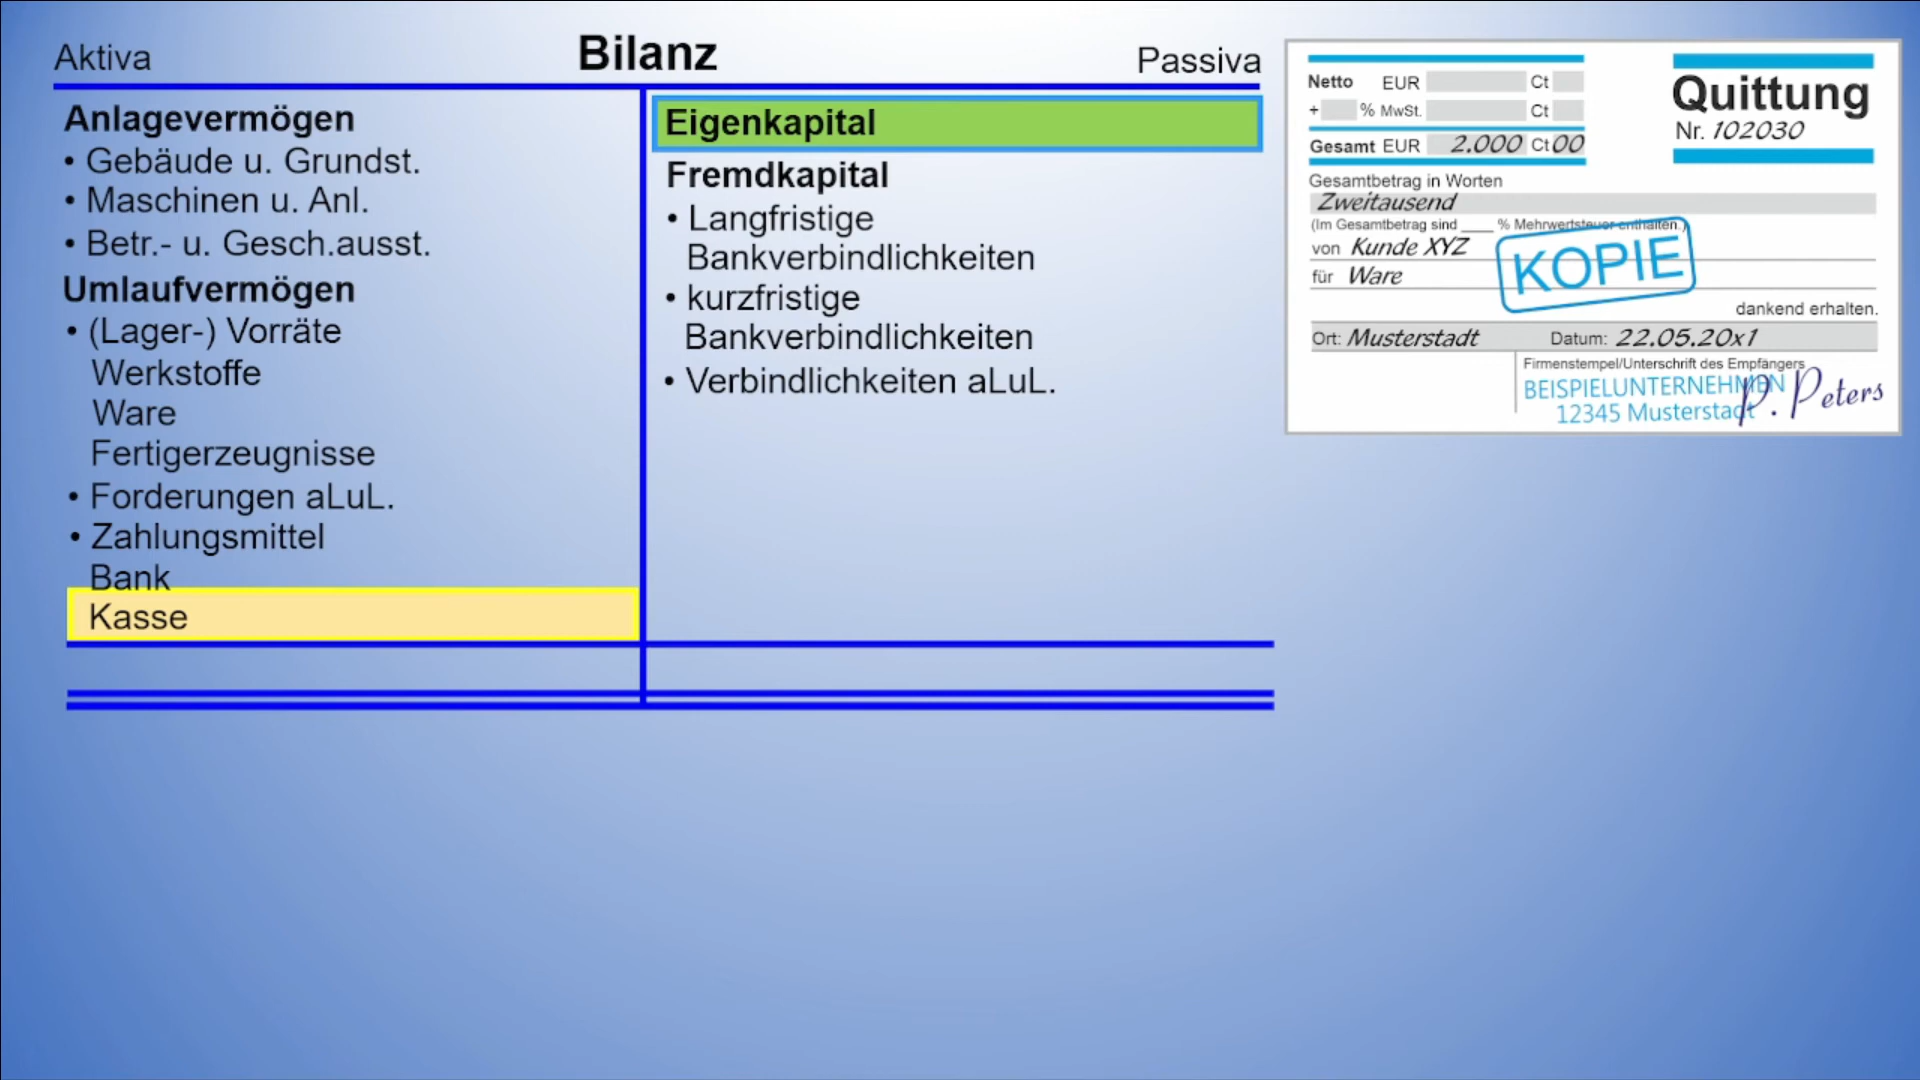 Aktiva
Bilanz
Passiva
Anlagevermögen
• Gebäude u. Grundst.
• Maschinen u. Anl.
• Betr.- u. Gesch.ausst.
Umlaufvermögen
• (Lager-) Vorräte
Werkstoffe
Ware
Fertigerzeugnisse
• Forderungen aLuL.
• Zahlungsmittel
Bank
Kasse
Eigenkapital
Fremdkapital
• Langfristige
Bankverbindlichkeiten
• kurzfristige
Bankverbindlichkeiten
• Verbindlichkeiten aLuL.
Netto EUR Ct
+ % MwSt. Ct
Gesamt EUR 2.000 Ct 00
Quittung
Nr. 102030
Gesamtbetrag in Worten
Zweitausend
(Im Gesamtbetrag sind ____ % Mehrwertsteuer enthalten.)
von Kunde XYZ
für Ware
KOPIE
dankend erhalten.
Ort: Musterstadt Datum: 22.05.20x1
Firmenstempel/Unterschrift des Empfängers
BEISPIELUNTERNEHMEN
12345 Musterstadt
P. Peters